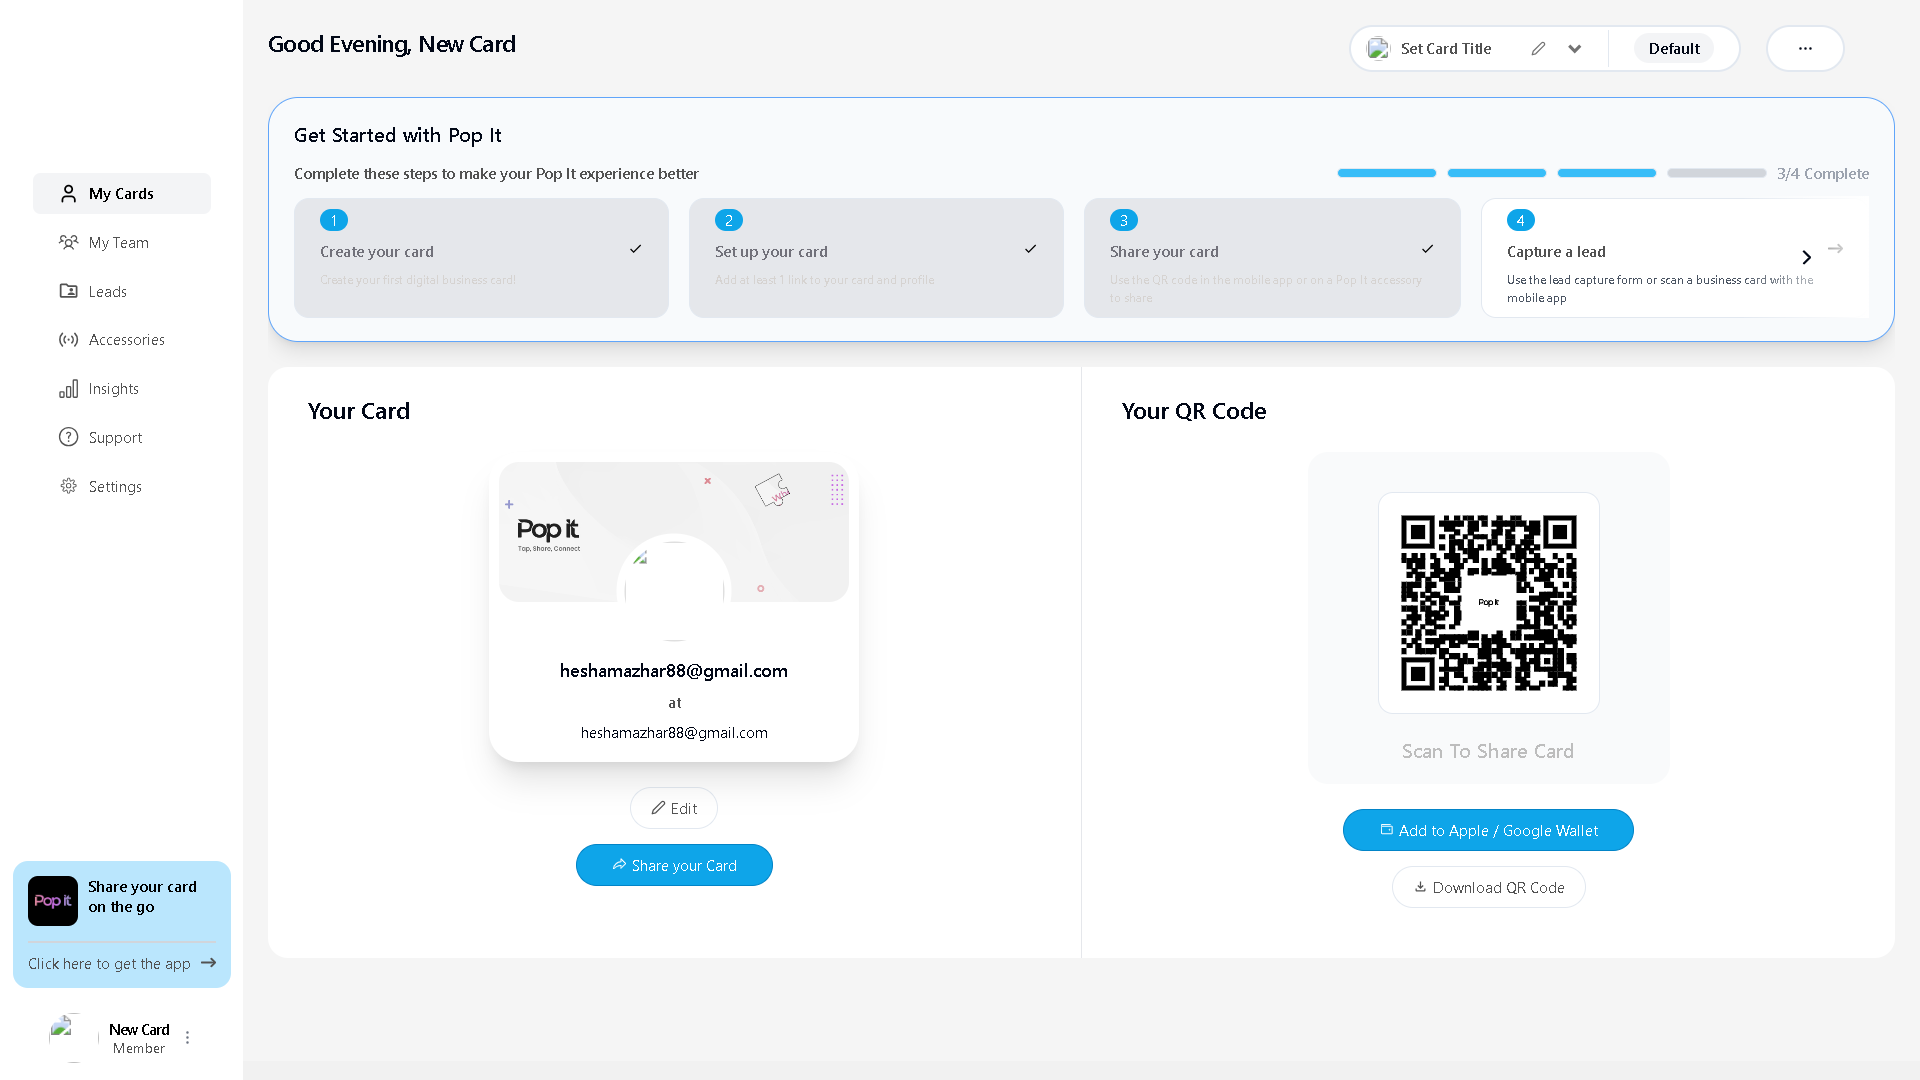 Good Evening, New Card
Set Card Title
Default
...
Get Started with Pop It
Complete these steps to make your Pop It experience better
3/4 Complete
1
Create your card
Create your first digital business card!
2
Set up your card
Add at least 1 link to your card and profile
3
Share your card
Use the QR code in the mobile app or on a Pop It accessory
to share
4
Capture a lead
Use the lead capture form or scan a business card with the
mobile app
My Cards
My Team
Leads
Accessories
Insights
Support
Settings
Your Card
Pop it
Tap, Share, Connect
heshamazhar88@gmail.com
at
heshamazhar88@gmail.com
Edit
Share your Card
Your QR Code
Pop It
Scan To Share Card
Add to Apple / Google Wallet
Download QR Code
Pop it
Share your card
on the go
Click here to get the app
New Card
Member